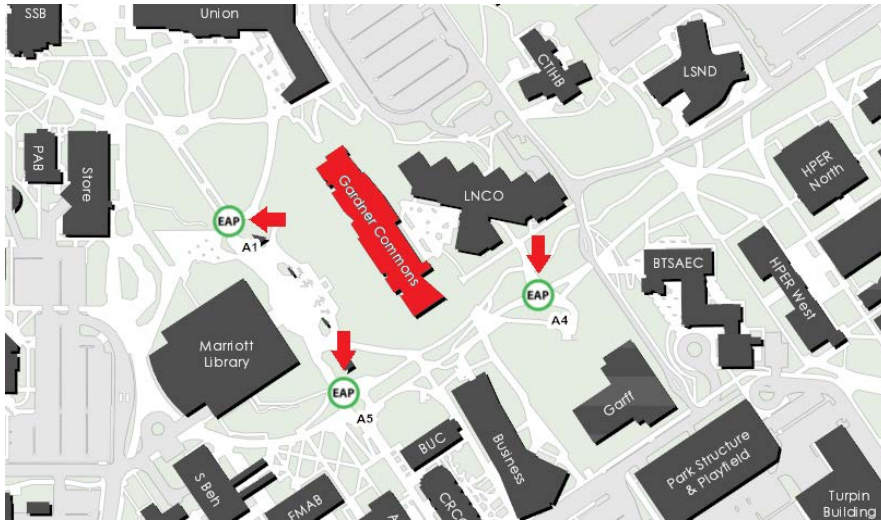 SSB
Union
CTIHB
LSND
PAB
Store
Gardner
Commons
LNCO
HPER
North
EAP
A1
EAP
A4
BTSAEC
HPER West
Marriott
Library
EAP
A5
Garff
BUC
Business
S Beh
FMAB
Park Structure
& Playfield
Turpin
Building